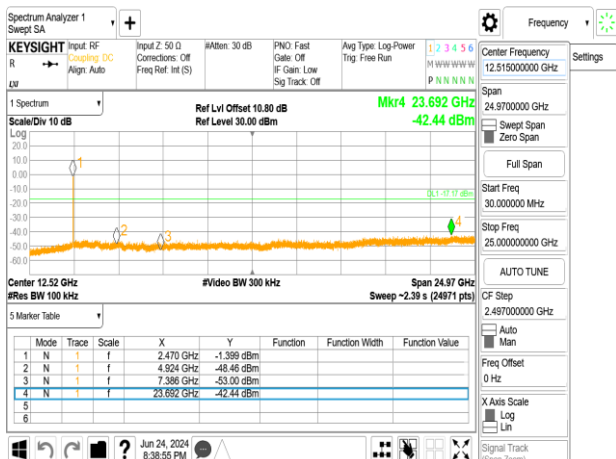 Spectrum Analyzer 1
Swept SA
+
Frequency
KEYSIGHT
R
LXI
Input: RF
Coupling: DC
Align: Auto
Input Z: 50 Ω
Corrections: Off
Freq Ref: Int (S)
#Atten: 30 dB
PNO: Fast
Gate: Off
IF Gain: Low
Sig Track: Off
Avg Type: Log-Power
Trig: Free Run
1 2 3 4 5 6
M W W W W W
P N N N N N
1 Spectrum
Scale/Div 10 dB
Ref Lvl Offset 10.80 dB
Ref Level 30.00 dBm
Mkr4 23.692 GHz
-42.44 dBm
Log
20.0
10.0
0.00
-10.0
-20.0
-30.0
-40.0
-50.0
-60.0
1
2
3
4
DL1 -17.17 dBm
Center 12.52 GHz
#Video BW 300 kHz
Span 24.97 GHz
#Res BW 100 kHz
Sweep ~2.39 s (24971 pts)
5 Marker Table
Mode Trace Scale X Y Function Function Width Function Value
1 N 1 f 2.470 GHz -1.399 dBm
2 N 1 f 4.924 GHz -48.46 dBm
3 N 1 f 7.386 GHz -53.00 dBm
4 N 1 f 23.692 GHz -42.44 dBm
5
6
?
Jun 24, 2024
8:38:55 PM
Center Frequency
12.515000000 GHz
Settings
Span
24.9700000 GHz
Swept Span
Zero Span
Full Span
Start Freq
30.000000 MHz
Stop Freq
25.000000000 GHz
AUTO TUNE
CF Step
2.497000000 GHz
Auto
Man
Freq Offset
0 Hz
X Axis Scale
Log
Lin
Signal Track
(Span Zoom)